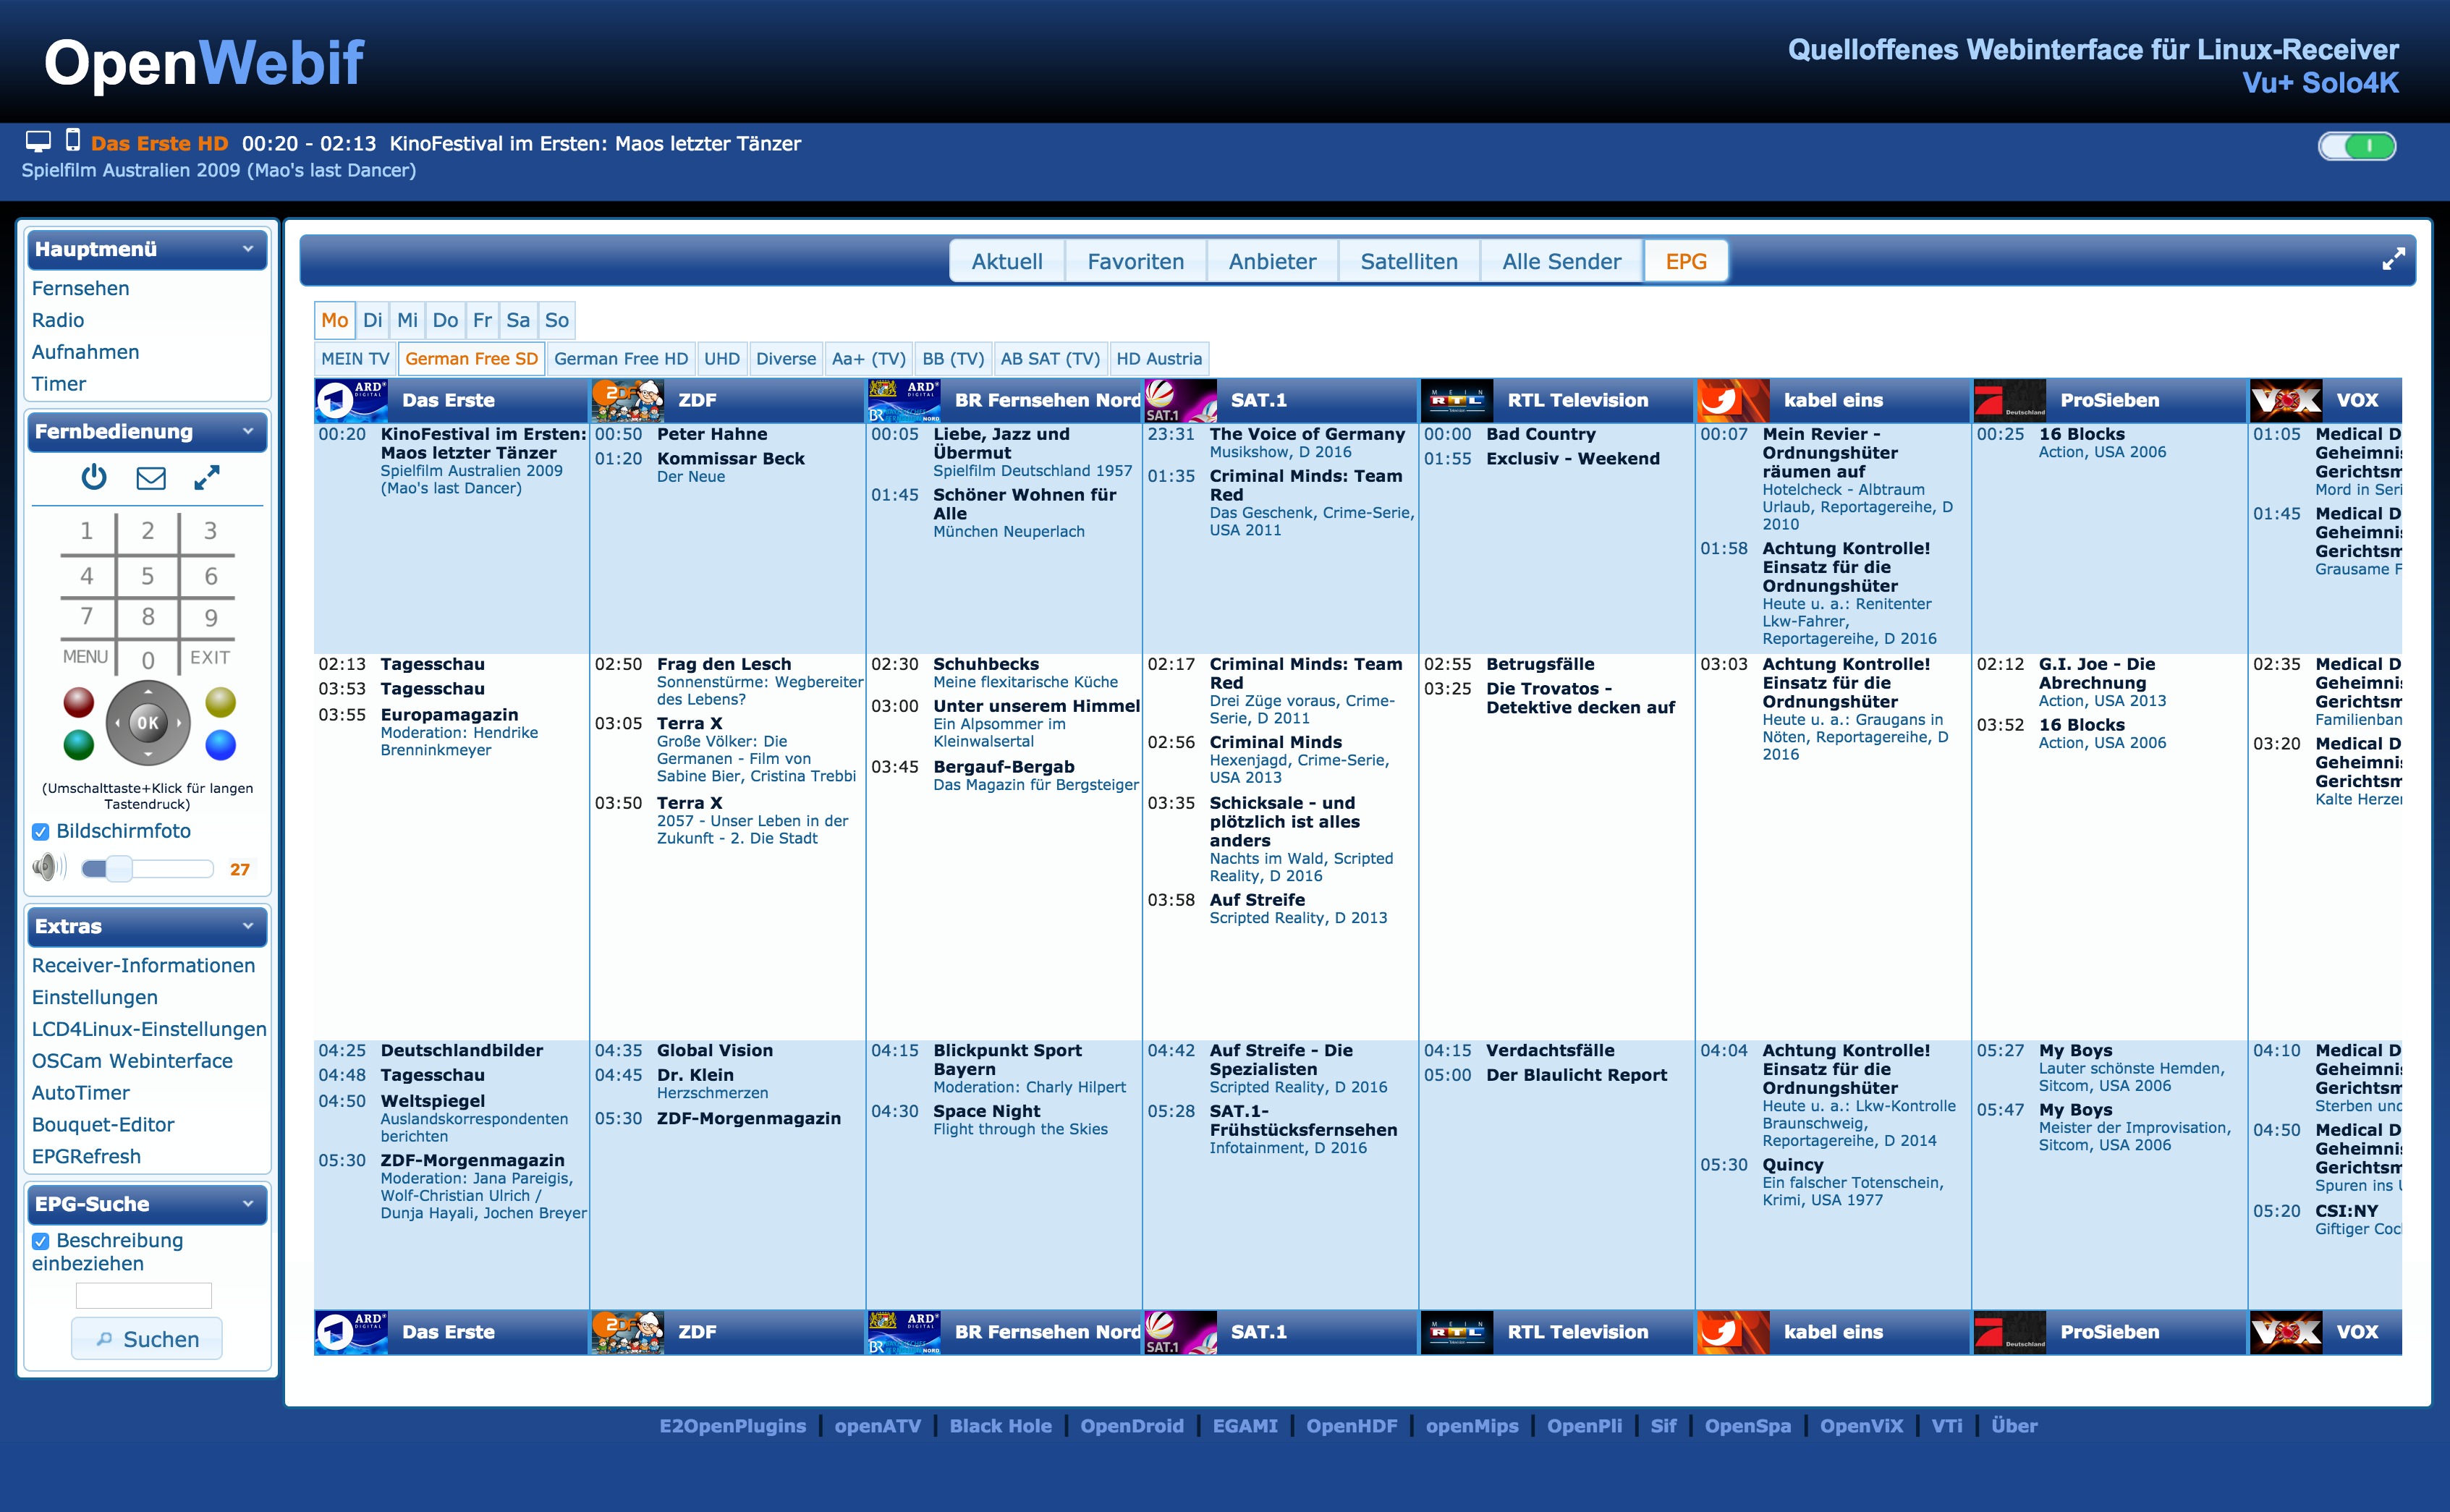 OpenWebif
Quelloffenes Webinterface für Linux-Receiver
Vu+ Solo4K
Das Erste HD 00:20 - 02:13 KinoFestival im Ersten: Maos letzter Tänzer
Spielfilm Australien 2009 (Mao's last Dancer)
Hauptmenü
Fernsehen
Radio
Aufnahmen
Timer
Fernbedienung
1 2 3
4 5 6
7 8 9
MENU 0 EXIT
OK
(Umschalttaste+Klick für langen
Tastendruck)
Bildschirmfoto
27
Extras
Receiver-Informationen
Einstellungen
LCD4Linux-Einstellungen
OSCam Webinterface
AutoTimer
Bouquet-Editor
EPGRefresh
EPG-Suche
Beschreibung
einbeziehen
Suchen
Aktuell Favoriten Anbieter Satelliten Alle Sender EPG
Mo Di Mi Do Fr Sa So
MEIN TV German Free SD German Free HD UHD Diverse Aa+ (TV) BB (TV) AB SAT (TV) HD Austria
Das Erste ZDF BR Fernsehen Nord SAT.1 RTL Television kabel eins ProSieben VOX
00:20 KinoFestival im Ersten:
Maos letzter Tänzer
Spielfilm Australien 2009
(Mao's last Dancer)
00:50 Peter Hahne
01:20 Kommissar Beck
Der Neue
00:05 Liebe, Jazz und
Übermut
Spielfilm Deutschland 1957
01:45 Schöner Wohnen für
Alle
München Neuperlach
23:31 The Voice of Germany
Musikshow, D 2016
01:35 Criminal Minds: Team
Red
Das Geschenk, Crime-Serie,
USA 2011
00:00 Bad Country
01:55 Exclusiv - Weekend
00:07 Mein Revier -
Ordnungshüter
räumen auf
Hotelcheck - Albtraum
Urlaub, Reportagereihe, D
2010
01:58 Achtung Kontrolle!
Einsatz für die
Ordnungshüter
Heute u. a.: Renitenter
Lkw-Fahrer,
Reportagereihe, D 2016
00:25 16 Blocks
Action, USA 2006
01:05 Medical D
Geheimni
Gerichtsm
Mord in Seri
01:45 Medical D
Geheimni
Gerichtsm
Grausame F
02:13 Tagesschau
03:53 Tagesschau
03:55 Europamagazin
Moderation: Hendrike
Brenninkmeyer
02:50 Frag den Lesch
Sonnenstürme: Wegbereiter
des Lebens?
03:05 Terra X
Große Völker: Die
Germanen - Film von
Sabine Bier, Cristina Trebbi
03:50 Terra X
2057 - Unser Leben in der
Zukunft - 2. Die Stadt
02:30 Schuhbecks
Meine flexitarische Küche
03:00 Unter unserem Himmel
Ein Alpsommer im
Kleinwalsertal
03:45 Bergauf-Bergab
Das Magazin für Bergsteiger
02:17 Criminal Minds: Team
Red
Drei Züge voraus, Crime-
Serie, D 2011
02:56 Criminal Minds
Hexenjagd, Crime-Serie,
USA 2013
03:35 Schicksale - und
plötzlich ist alles
anders
Nachts im Wald, Scripted
Reality, D 2016
03:58 Auf Streife
Scripted Reality, D 2013
02:55 Betrugsfälle
03:25 Die Trovatos -
Detektive decken auf
03:03 Achtung Kontrolle!
Einsatz für die
Ordnungshüter
Heute u. a.: Graugans in
Nöten, Reportagereihe, D
2016
02:12 G.I. Joe - Die
Abrechnung
Action, USA 2013
03:52 16 Blocks
Action, USA 2006
02:35 Medical D
Geheimni
Gerichtsm
Familienban
03:20 Medical D
Geheimni
Gerichtsm
Kalte Herze
04:25 Deutschlandbilder
04:48 Tagesschau
04:50 Weltspiegel
Auslandskorrespondenten
berichten
05:30 ZDF-Morgenmagazin
Moderation: Jana Pareigis,
Wolf-Christian Ulrich /
Dunja Hayali, Jochen Breyer
04:35 Global Vision
04:45 Dr. Klein
Herzschmerzen
05:30 ZDF-Morgenmagazin
04:15 Blickpunkt Sport
Bayern
Moderation: Charly Hilpert
04:30 Space Night
Flight through the Skies
04:42 Auf Streife - Die
Spezialisten
Scripted Reality, D 2016
05:28 SAT.1-
Frühstücksfernsehen
Infotainment, D 2016
04:15 Verdachtsfälle
05:00 Der Blaulicht Report
04:04 Achtung Kontrolle!
Einsatz für die
Ordnungshüter
Heute u. a.: Lkw-Kontrolle
Braunschweig,
Reportagereihe, D 2014
05:30 Quincy
Ein falscher Totenschein,
Krimi, USA 1977
05:27 My Boys
Lauter schönste Hemden,
Sitcom, USA 2006
05:47 My Boys
Meister der Improvisation,
Sitcom, USA 2006
04:10 Medical D
Geheimni
Gerichtsm
Sterben und
04:50 Medical D
Geheimni
Gerichtsm
Spuren ins
05:20 CSI:NY
Giftiger Coc
Das Erste ZDF BR Fernsehen Nord SAT.1 RTL Television kabel eins ProSieben VOX
E2OpenPlugins | openATV | Black Hole | OpenDroid | EGAMI | OpenHDF | openMips | OpenPli | Sif | OpenSpa | OpenViX | VTi | Über